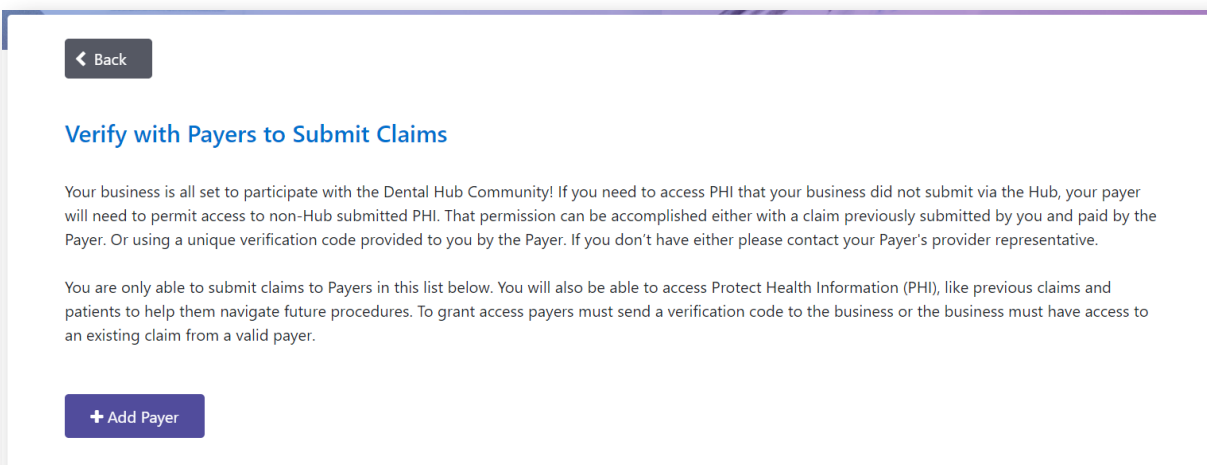 Back
Verify with Payers to Submit Claims
Your business is all set to participate with the Dental Hub Community! If you need to access PHI that your business did not submit via the Hub, your payer
will need to permit access to non-Hub submitted PHI. That permission can be accomplished either with a claim previously submitted by you and paid by the
Payer. Or using a unique verification code provided to you by the Payer. If you don't have either please contact your Payer's provider representative.
You are only able to submit claims to Payers in this list below. You will also be able to access Protect Health Information (PHI), like previous claims and
patients to help them navigate future procedures. To grant access payers must send a verification code to the business or the business must have access to
an existing claim from a valid payer.
+ Add Payer